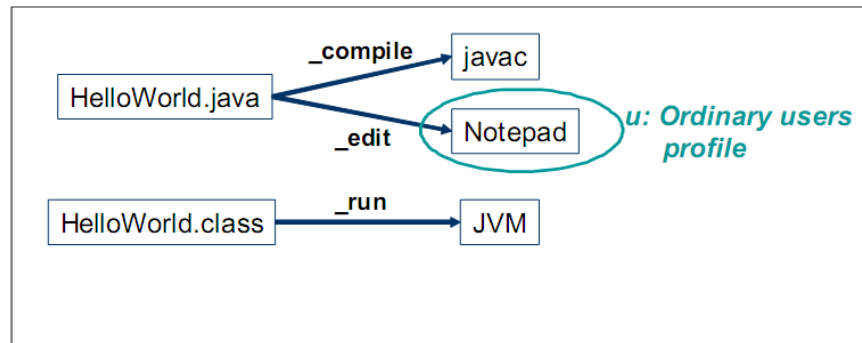 _compile
javac
HelloWorld.java
_edit
Notepad
u: Ordinary users
profile
HelloWorld.class
_run
JVM